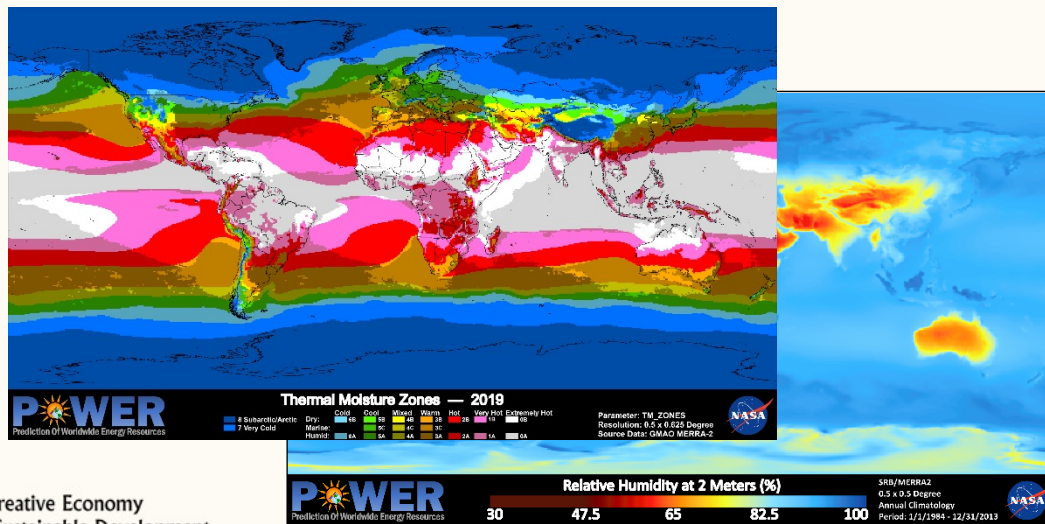 Thermal Moisture Zones — 2019
POWER
Prediction Of Worldwide Energy Resources
8 Subarctic/Arctic
7 Very Cold
Cold Cool Mixed Warm Hot Very Hot Extremely Hot
Dry: 6B 5B 4B 3B 2B 1B 0B
Marine: 5C 4C 3C
Humid: 6A 5A 4A 3A 2A 1A 0A
Parameter: TM_ZONES
Resolution: 0.5 x 0.625 Degree
Source Data: GMAO MERRA-2
NASA
POWER
Prediction Of Worldwide Energy Resources
Relative Humidity at 2 Meters (%)
30 47.5 65 82.5 100
SRB/MERRA2
0.5 x 0.5 Degree
Annual Climatology
Period: 1/1/1984 - 12/31/2013
NASA
reative Economy